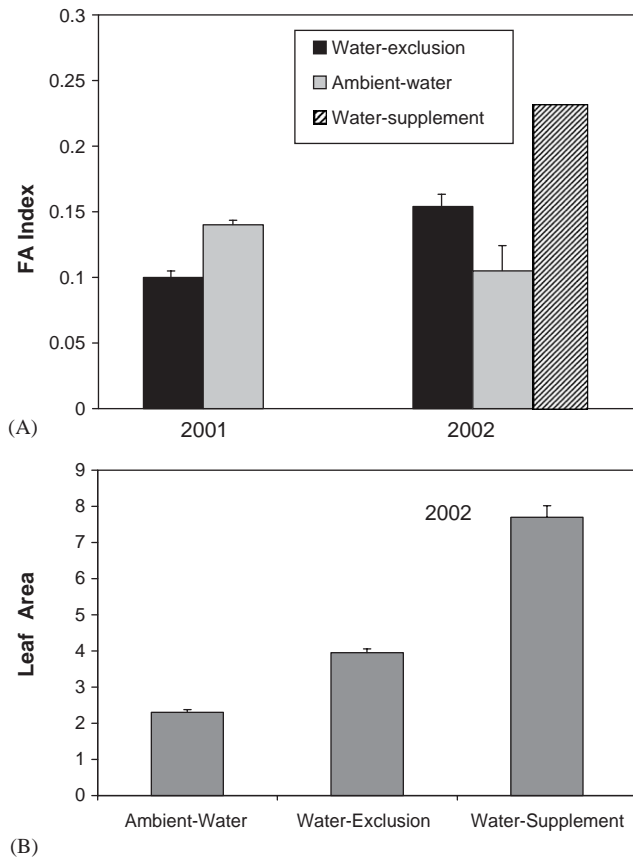 0.3
0.25
0.2
0.15
0.1
0.05
0
FA Index
Water-exclusion
Ambient-water
Water-supplement
2001
2002
(A)
9
8
7
6
5
4
3
2
1
0
Leaf Area
2002
Ambient-Water
Water-Exclusion
Water-Supplement
(B)